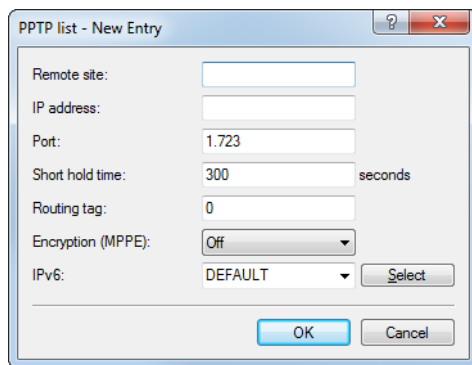 PPTP list - New Entry
Remote site:
IP address:
Port: 1.723
Short hold time: 300 seconds
Routing tag: 0
Encryption (MPPE): Off
IPv6: DEFAULT Select
OK Cancel